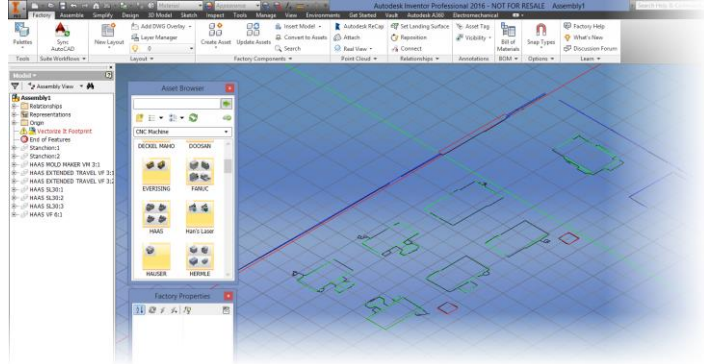 Autodesk Inventor Professional 2016 - NOT FOR RESALE Assembly1
Material
Appearance
Factory Assemble Simplify Design 3D Model Sketch Inspect Tools Manage View Environments Get Started Vault Autodesk A360 Electromechanical
Palettes
Sync
AutoCAD
New Layout
Add DWG Overlay
Layer Manager
0
Create Asset
Update Assets
Insert Model
Convert to Assets
Search
Autodesk ReCap
Attach
Real View
Set Landing Surface
Reposition
Connect
Asset Tag
Visibility
Bill of
Materials
Snap Types
Factory Help
What's New
Discussion Forum
Tools Suite Workflows Layout Factory Components Point Cloud Relationships Annotations BOM Options Learn
Model
Assembly View
Assembly1
Relationships
Representations
Origin
Vectorize It Footprint
End of Features
Stanchion:1
Stanchion:2
HAAS MOLD MAKER VM 3:1
HAAS EXTENDED TRAVEL VF 3:1
HAAS EXTENDED TRAVEL VF 3:2
HAAS SL30:1
HAAS SL30:2
HAAS SL30:3
HAAS VF 6:1
Asset Browser
CNC Machine
DECKEL MAHO DOOSAN
EVERISING FANUC
HAAS Han's Laser
HAUSER HERMLE
Factory Properties